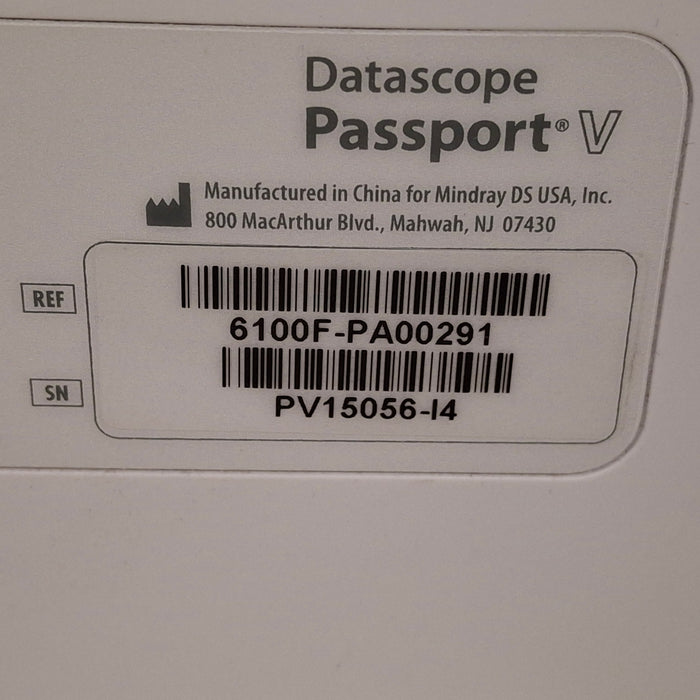 Datascope
Passport® V
Manufactured in China for Mindray DS USA, Inc.
800 MacArthur Blvd., Mahwah, NJ 07430
REF
6100F-PA00291
SN
PV15056-I4